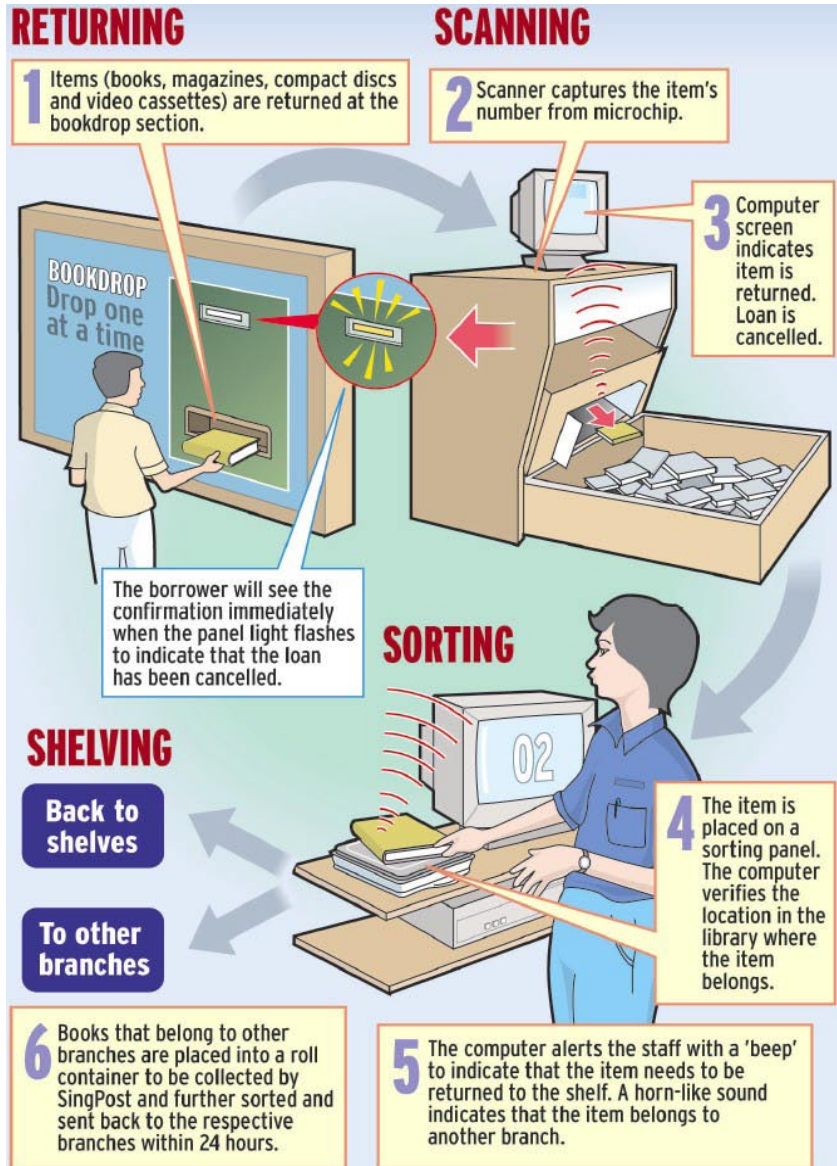 RETURNING
1 Items (books, magazines, compact discs
and video cassettes) are returned at the
bookdrop section.
SCANNING
2 Scanner captures the item's
number from microchip.
3 Computer
screen
indicates
item is
returned.
Loan is
cancelled.
BOOKDROP
Drop one
at a time
The borrower will see the
confirmation immediately
when the panel light flashes
to indicate that the loan
has been cancelled.
SORTING
02
4 The item is
placed on a
sorting panel.
The computer
verifies the
location in the
library where
the item
belongs.
5 The computer alerts the staff with a 'beep'
to indicate that the item needs to be
returned to the shelf. A horn-like sound
indicates that the item belongs to
another branch.
SHELVING
Back to
shelves
To other
branches
6 Books that belong to other
branches are placed into a roll
container to be collected by
SingPost and further sorted and
sent back to the respective
branches within 24 hours.